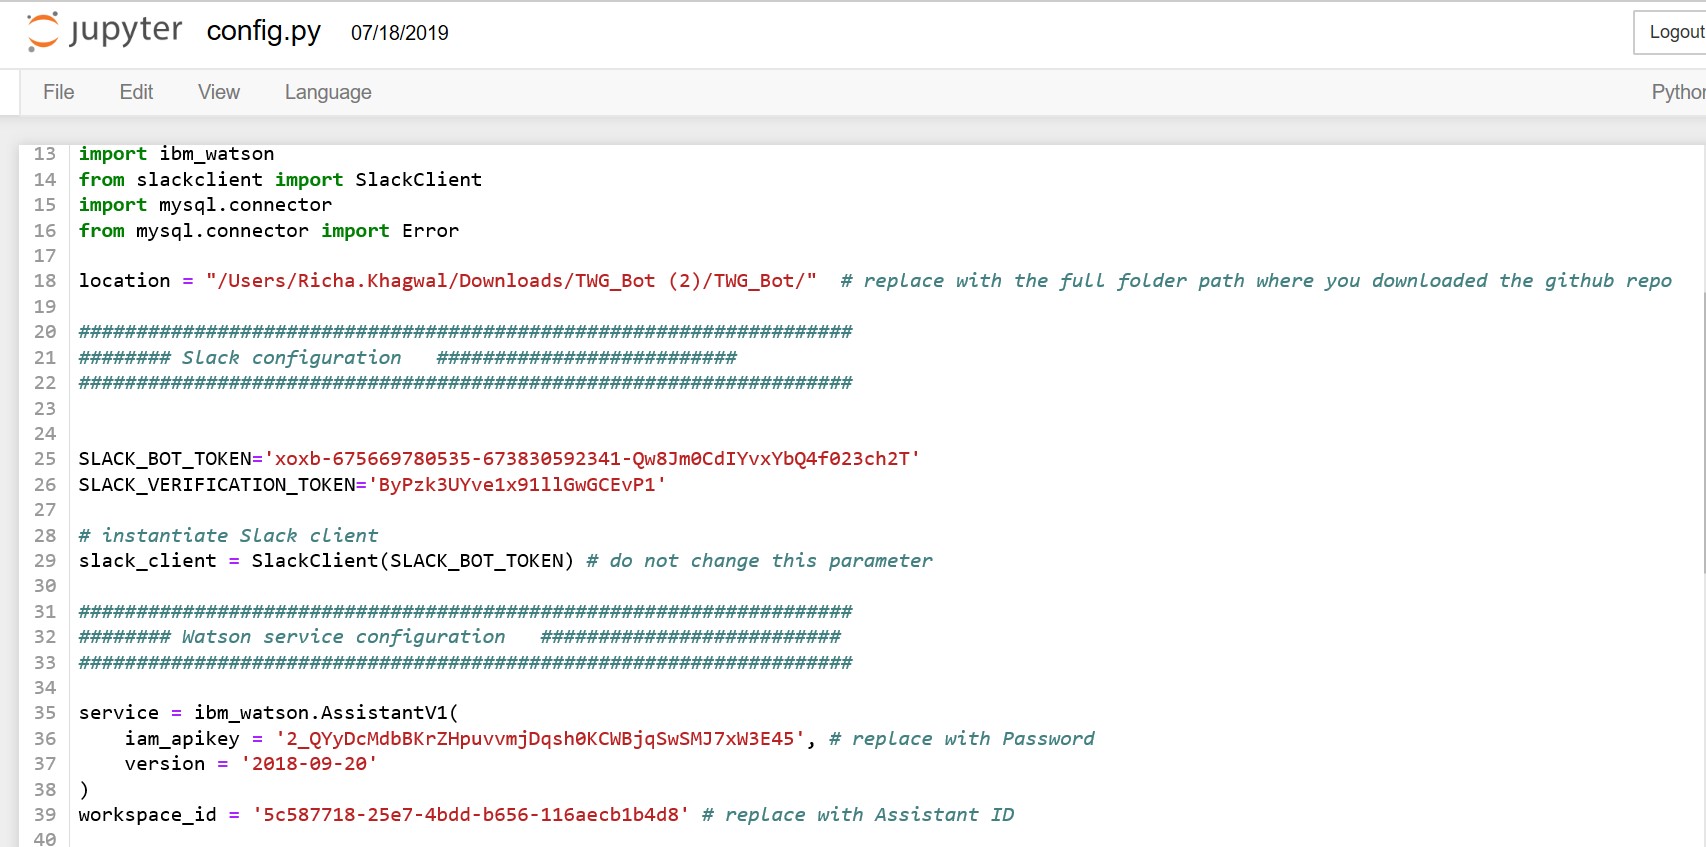 jupyter config.py 07/18/2019
Logout
File Edit View Language
Python
13 import ibm_watson
14 from slackclient import SlackClient
15 import mysql.connector
16 from mysql.connector import Error
17
18 location = "/Users/Richa.Khagwal/Downloads/TWG_Bot (2)/TWG_Bot/"  # replace with the full folder path where you downloaded the github repo
19
20 ###################################################################
21 ######## Slack configuration   ##########################
22 ###################################################################
23
24
25 SLACK_BOT_TOKEN='xoxb-675669780535-673830592341-Qw8Jm0CdIYvxYbQ4f023ch2T'
26 SLACK_VERIFICATION_TOKEN='ByPzk3UYve1x91llGwGCEvP1'
27
28 # instantiate Slack client
29 slack_client = SlackClient(SLACK_BOT_TOKEN) # do not change this parameter
30
31 ###################################################################
32 ######## Watson service configuration   ##########################
33 ###################################################################
34
35 service = ibm_watson.AssistantV1(
36     iam_apikey = '2_QYyDcMdbBKrZHpuvvmjDqsh0KCWBjqSwSMJ7xW3E45', # replace with Password
37     version = '2018-09-20'
38 )
39 workspace_id = '5c587718-25e7-4bdd-b656-116aecb1b4d8' # replace with Assistant ID
40